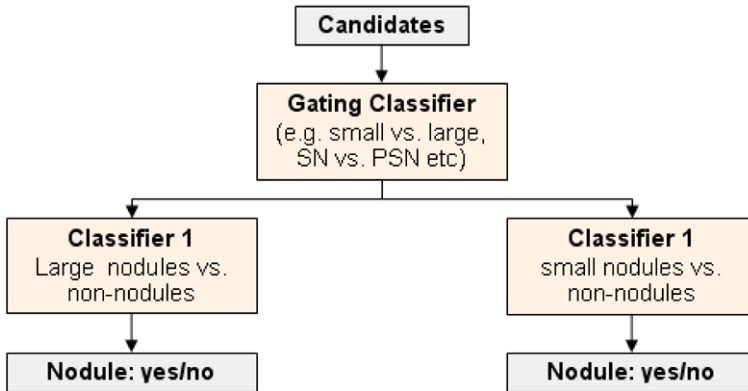 Candidates
Gating Classifier
(e.g. small vs. large,
SN vs. PSN etc)
Classifier 1
Large nodules vs.
non-nodules
Classifier 1
small nodules vs.
non-nodules
Nodule: yes/no
Nodule: yes/no